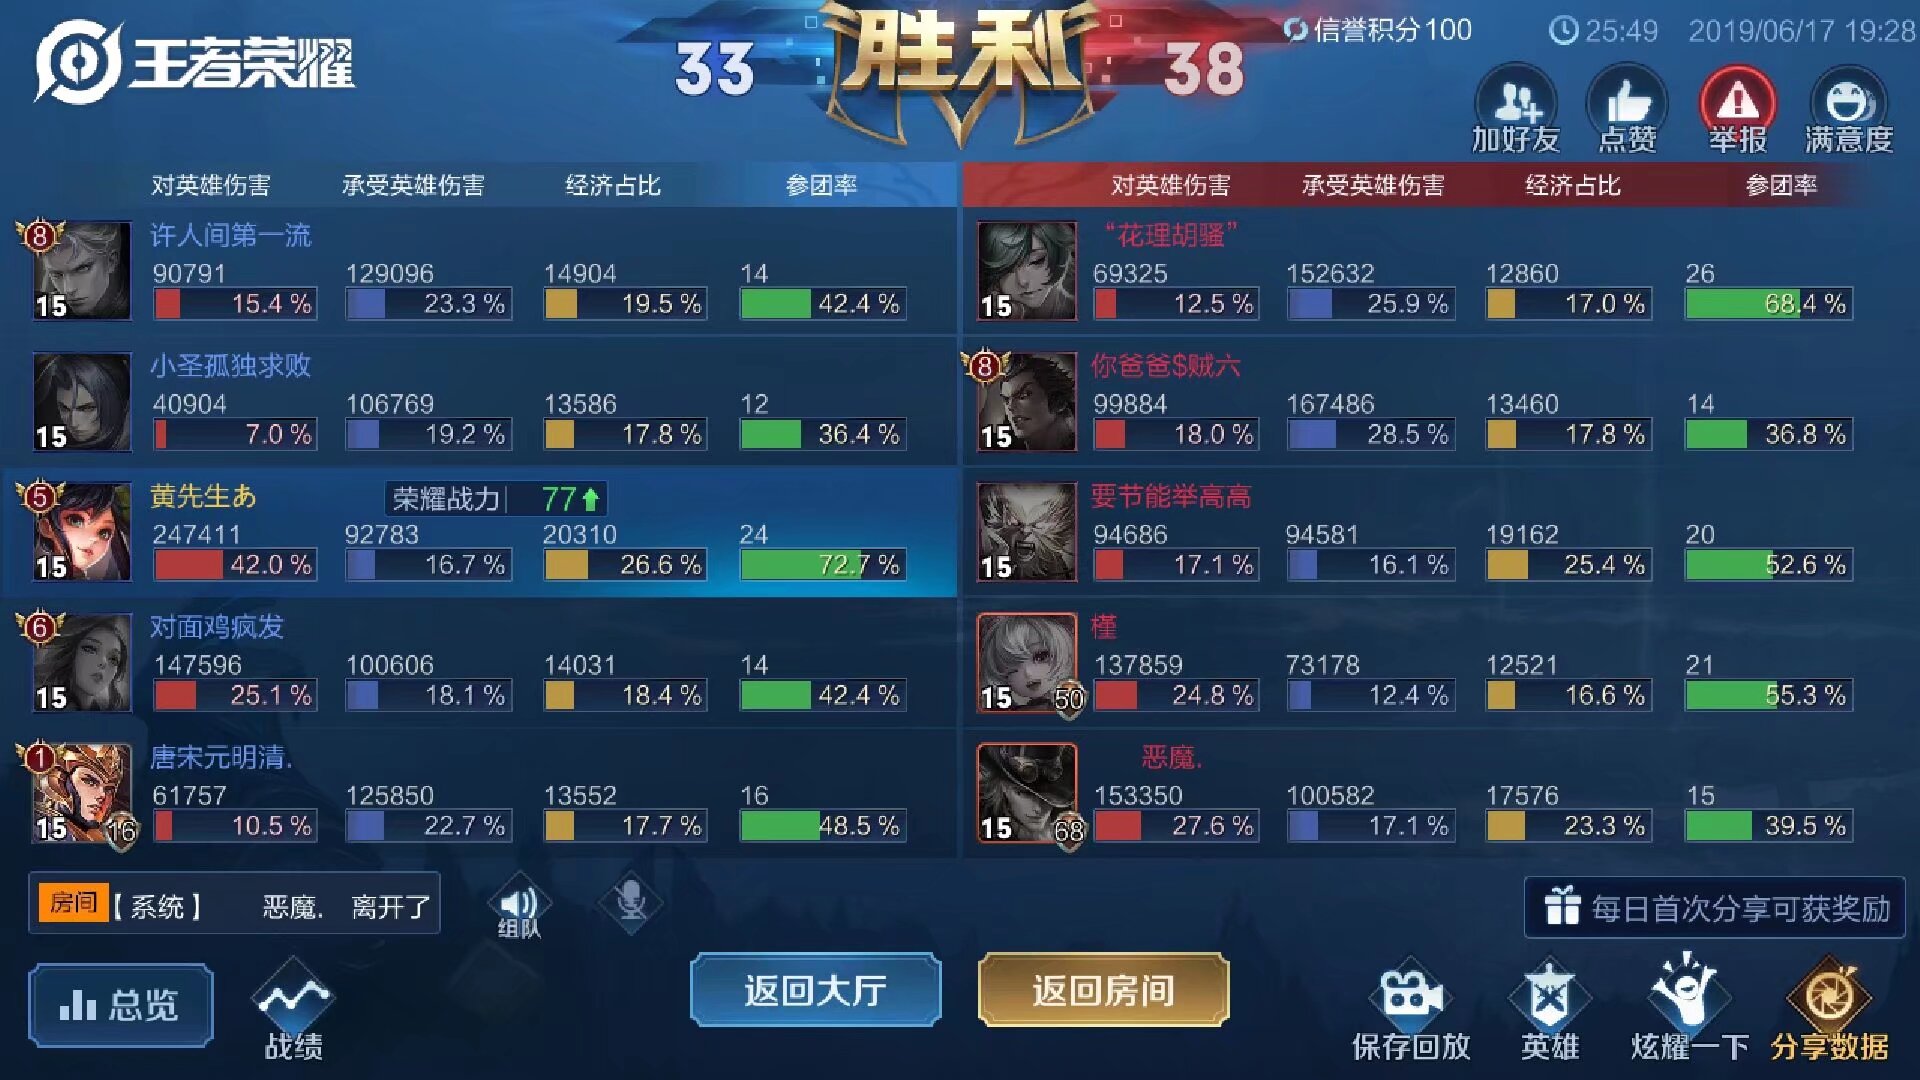 王者荣耀
33 胜利 38
信誉积分100 25:49 2019/06/17 19:28
加好友 点赞 举报 满意度
对英雄伤害 承受英雄伤害 经济占比 参团率 对英雄伤害 承受英雄伤害 经济占比 参团率
8 许人间第一流
15 90791 129096 14904 14
15.4% 23.3% 19.5% 42.4%
“花理胡骚”
15 69325 152632 12860 26
12.5% 25.9% 17.0% 68.4%
小圣孤独求败
15 40904 106769 13586 12
7.0% 19.2% 17.8% 36.4%
8 你爸爸$贼六
15 99884 167486 13460 14
18.0% 28.5% 17.8% 36.8%
5 黄先生あ 荣耀战力| 77
15 247411 92783 20310 24
42.0% 16.7% 26.6% 72.7%
要节能举高高
15 94686 94581 19162 20
17.1% 16.1% 25.4% 52.6%
6 对面鸡疯发
15 147596 100606 14031 14
25.1% 18.1% 18.4% 42.4%
槿
15 50 137859 73178 12521 21
24.8% 12.4% 16.6% 55.3%
1 唐宋元明清.
15 16 61757 125850 13552 16
10.5% 22.7% 17.7% 48.5%
恶魔.
15 68 153350 100582 17576 15
27.6% 17.1% 23.3% 39.5%
房间 【系统】 恶魔. 离开了
组队
每日首次分享可获奖励
总览 战绩 返回大厅 返回房间 保存回放 英雄 炫耀一下 分享数据